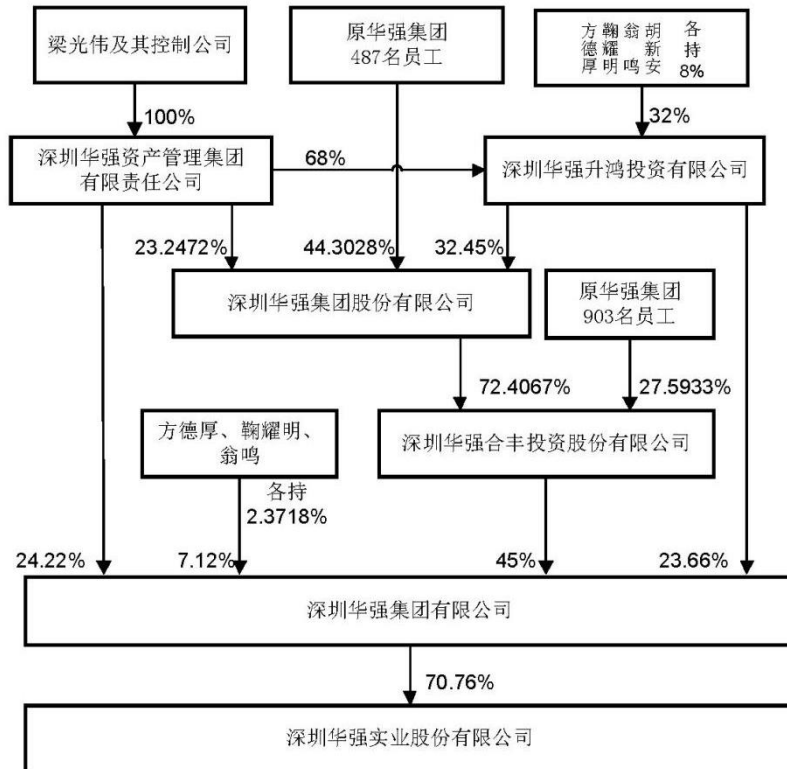 梁光伟及其控制公司
原华强集团
487名员工
方德厚
鞠耀明
翁鸣
胡新安
各持
8%
100%
32%
深圳华强资产管理集团
有限责任公司
68%
深圳华强升鸿投资有限公司
23.2472%
44.3028%
32.45%
深圳华强集团股份有限公司
原华强集团
903名员工
72.4067%
27.5933%
方德厚、鞠耀明、
翁鸣
深圳华强合丰投资股份有限公司
各持
2.3718%
24.22%
7.12%
45%
23.66%
深圳华强集团有限公司
70.76%
深圳华强实业股份有限公司